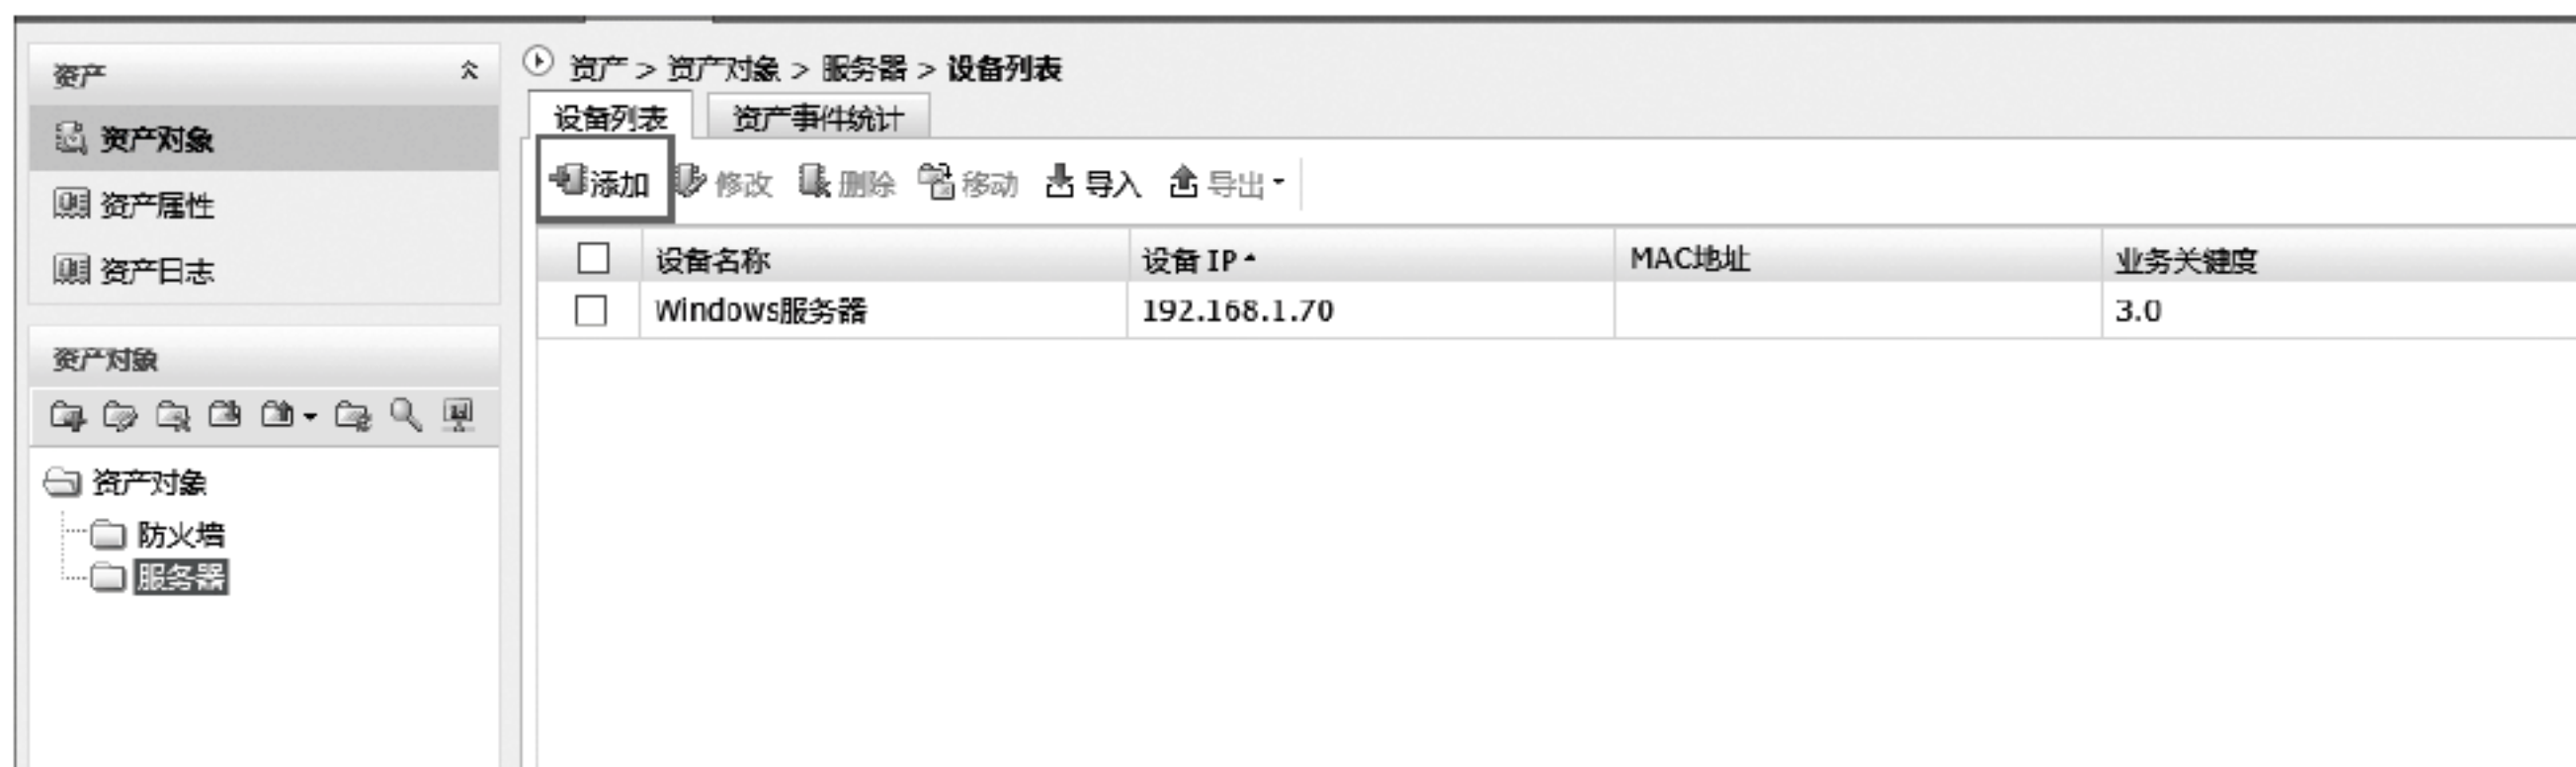 资产
资产对象
资产属性
资产日志
资产对象
资产对象
防火墙
服务器
资产 > 资产对象 > 服务器 > 设备列表
设备列表 资产事件统计
添加 修改 删除 移动 导入 导出
设备名称 设备 IP MAC地址 业务关键度
Windows服务器 192.168.1.70 3.0